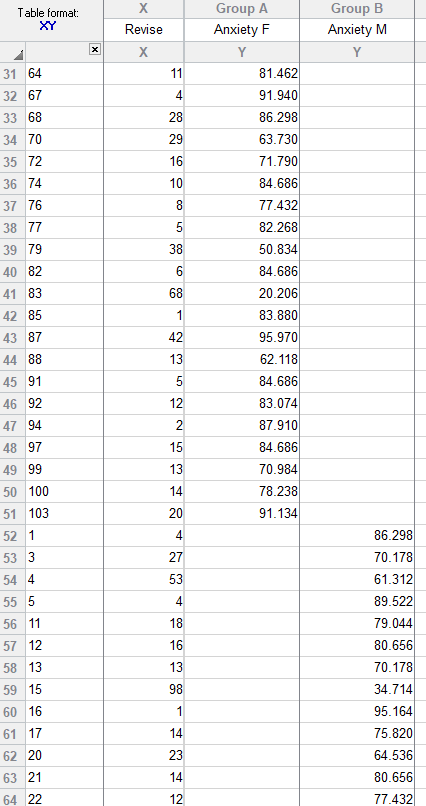 Table format: X Group A Group B
XY Revise Anxiety F Anxiety M
X Y Y
31 64 11 81.462
32 67 4 91.940
33 68 28 86.298
34 70 29 63.730
35 72 16 71.790
36 74 10 84.686
37 76 8 77.432
38 77 5 82.268
39 79 38 50.834
40 82 6 84.686
41 83 68 20.206
42 85 1 83.880
43 87 42 95.970
44 88 13 62.118
45 91 5 84.686
46 92 12 83.074
47 94 2 87.910
48 97 15 84.686
49 99 13 70.984
50 100 14 78.238
51 103 20 91.134
52 1 4 86.298
53 3 27 70.178
54 4 53 61.312
55 5 4 89.522
56 11 18 79.044
57 12 16 80.656
58 13 13 70.178
59 15 98 34.714
60 16 1 95.164
61 17 14 75.820
62 20 23 64.536
63 21 14 80.656
64 22 12 77.432